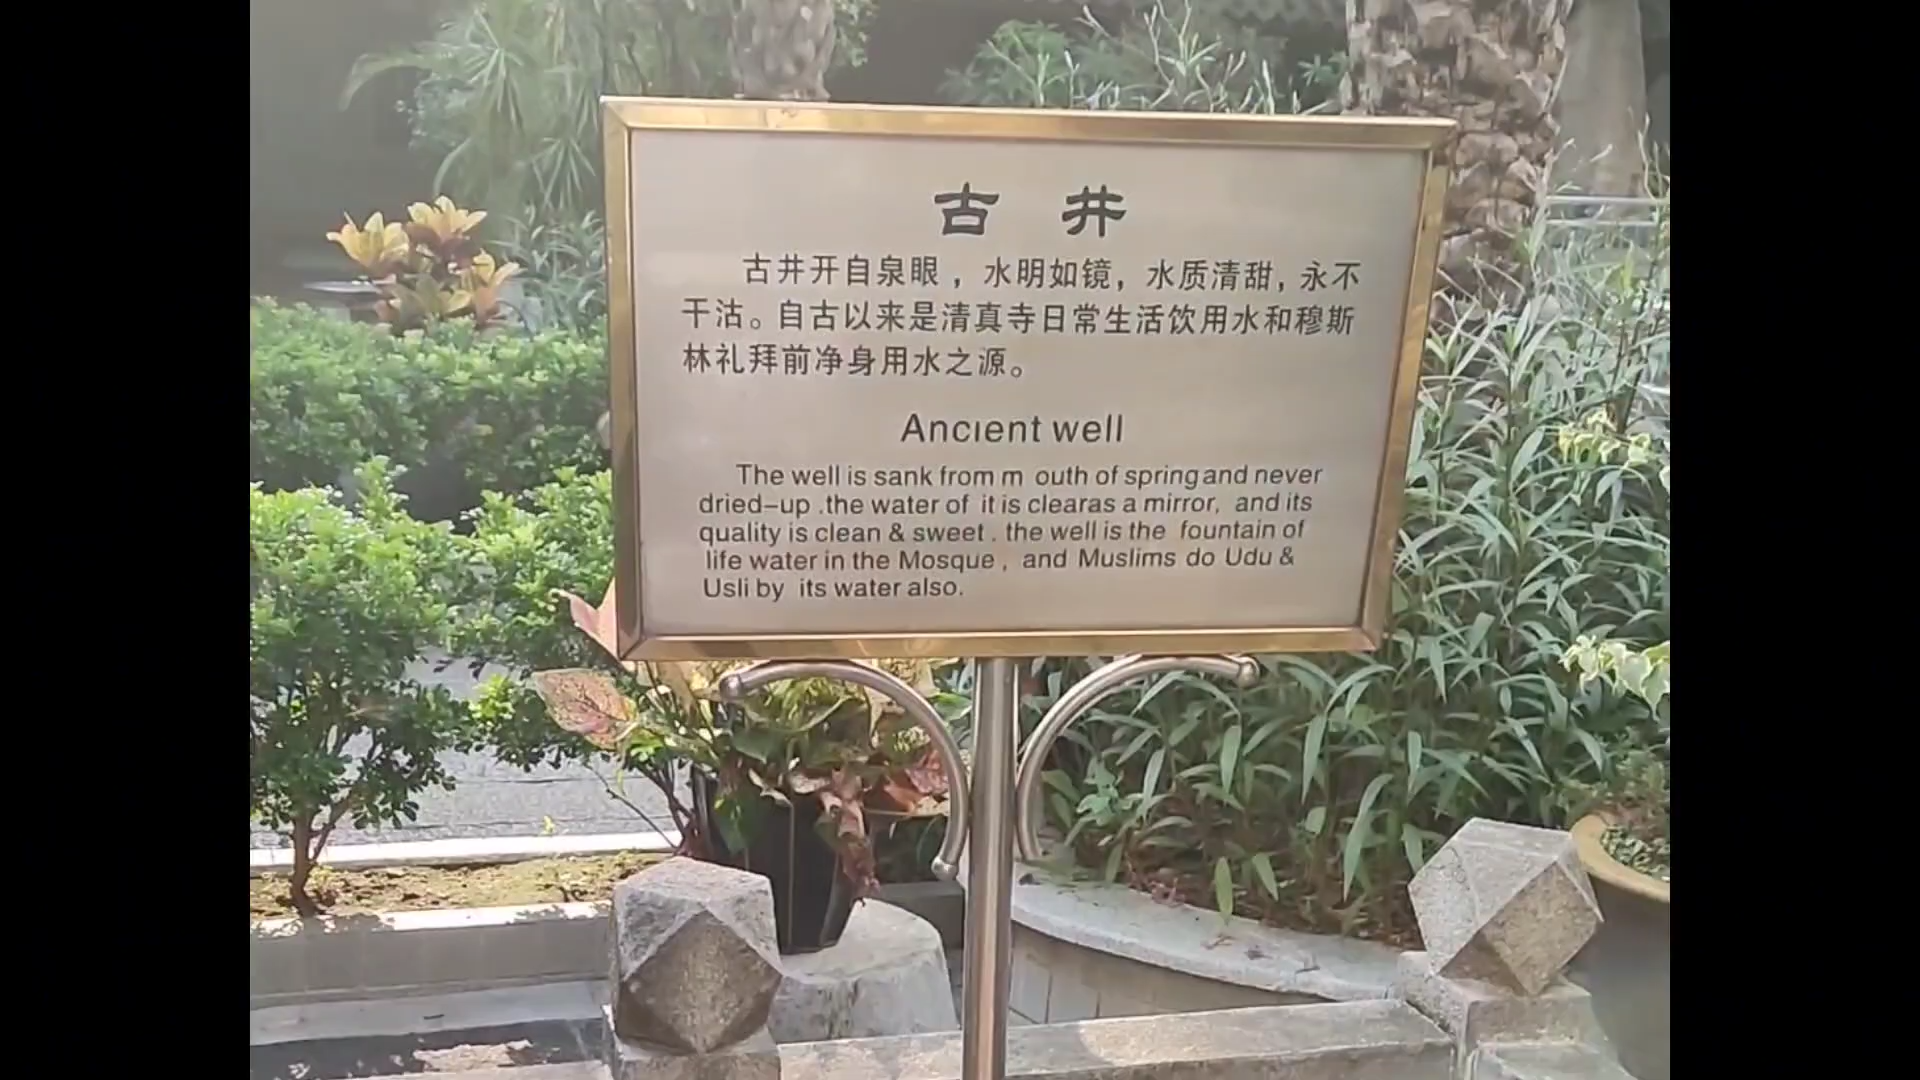 古 井
古井开自泉眼，水明如镜，水质清甜，永不
干沽。自古以来是清真寺日常生活饮用水和穆斯
林礼拜前净身用水之源。
Ancient well
The well is sank from m outh of spring and never
dried-up .the water of it is clearas a mirror, and its
quality is clean & sweet . the well is the fountain of
life water in the Mosque , and Muslims do Udu &
Usli by its water also.